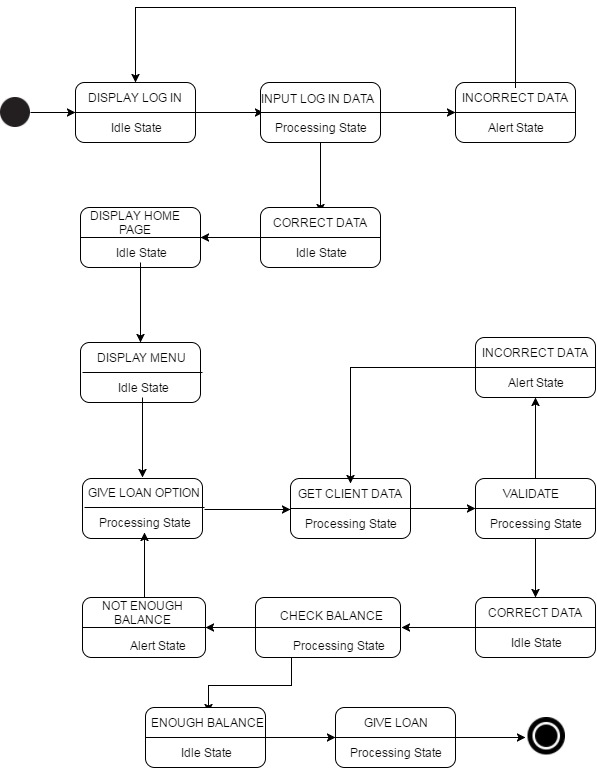 DISPLAY LOG IN
Idle State
INPUT LOG IN DATA
Processing State
INCORRECT DATA
Alert State
DISPLAY HOME
PAGE
Idle State
CORRECT DATA
Idle State
DISPLAY MENU
Idle State
INCORRECT DATA
Alert State
GIVE LOAN OPTION
Processing State
GET CLIENT DATA
Processing State
VALIDATE
Processing State
NOT ENOUGH
BALANCE
Alert State
CHECK BALANCE
Processing State
CORRECT DATA
Idle State
ENOUGH BALANCE
Idle State
GIVE LOAN
Processing State